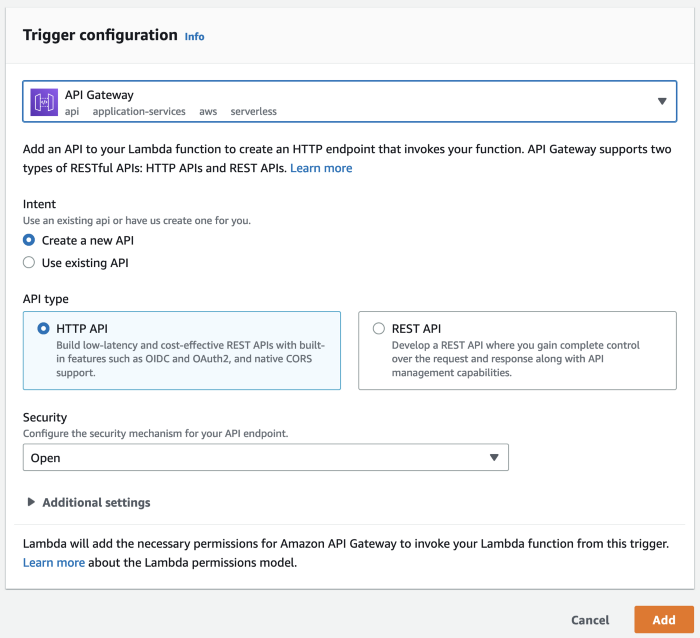 Trigger configuration Info
API Gateway
api application-services aws serverless
Add an API to your Lambda function to create an HTTP endpoint that invokes your function. API Gateway supports two
types of RESTful APIs: HTTP APIs and REST APIs. Learn more
Intent
Use an existing api or have us create one for you.
Create a new API
Use existing API
API type
HTTP API
Build low-latency and cost-effective REST APIs with built-
in features such as OIDC and OAuth2, and native CORS
support.
REST API
Develop a REST API where you gain complete control
over the request and response along with API
management capabilities.
Security
Configure the security mechanism for your API endpoint.
Open
Additional settings
Lambda will add the necessary permissions for Amazon API Gateway to invoke your Lambda function from this trigger.
Learn more about the Lambda permissions model.
Cancel Add